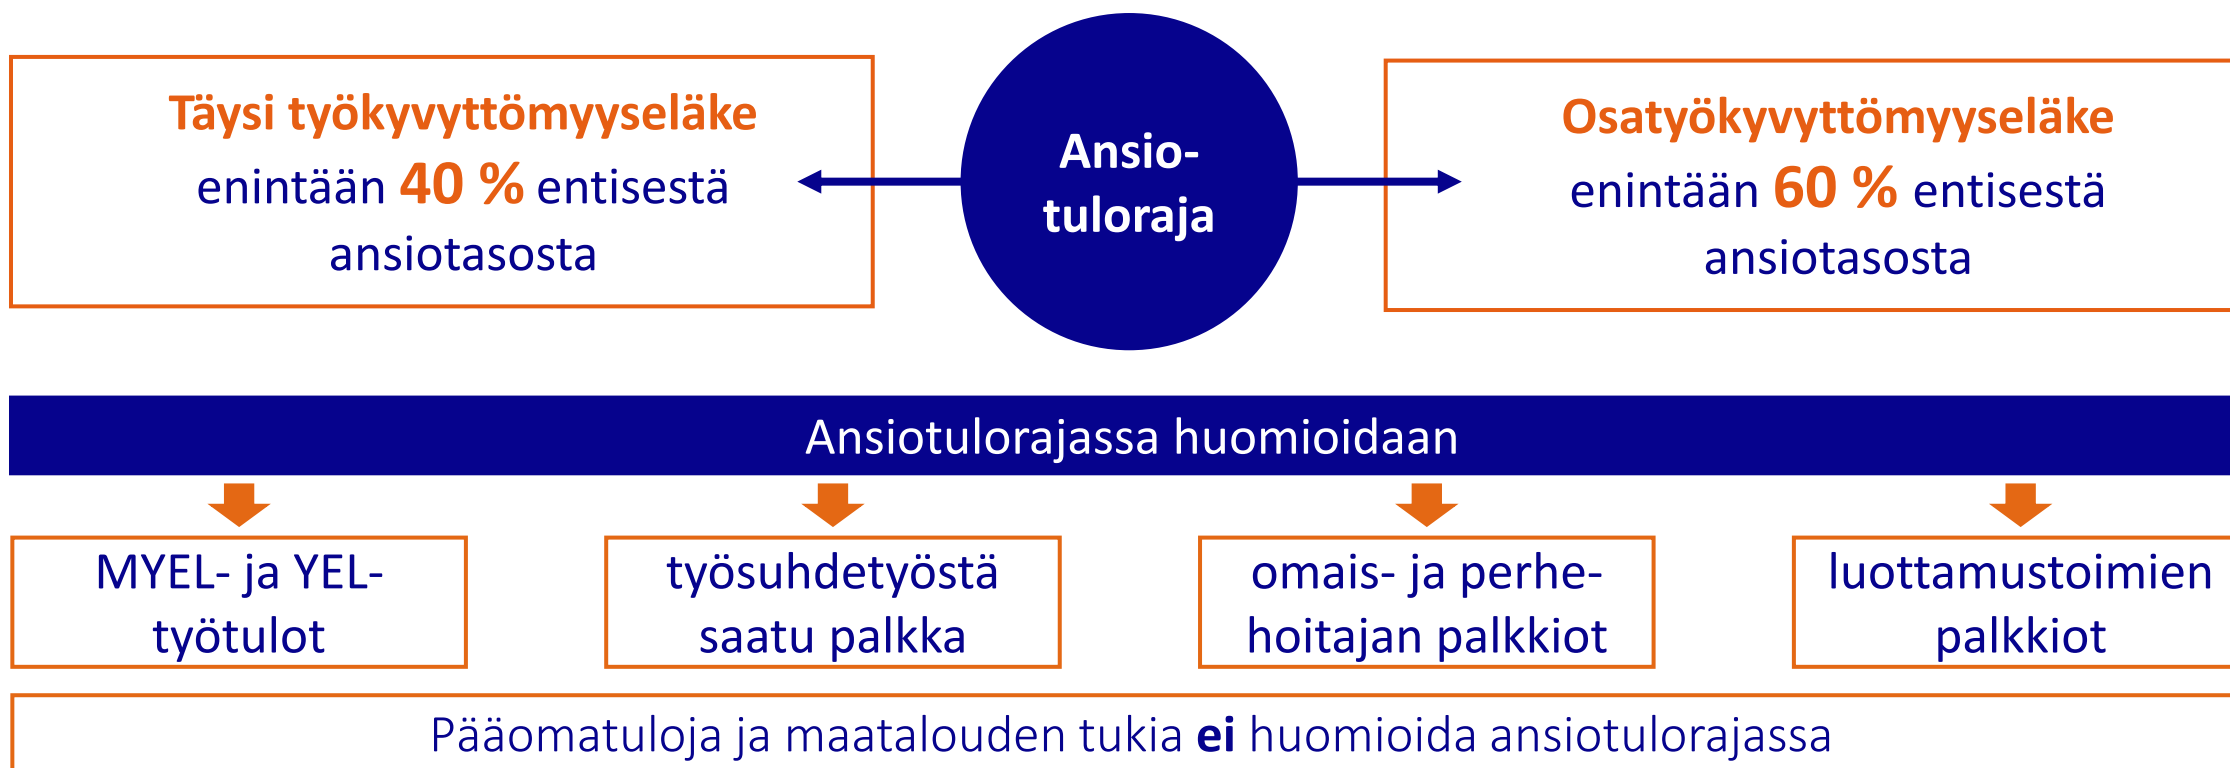 Täysi työkyvyttömyyseläke
enintään 40 % entisestä
ansiotasosta
Ansio-
tuloraja
Osatyökyvyttömyyseläke
enintään 60 % entisestä
ansiotasosta
Ansiotulorajassa huomioidaan
MYEL- ja YEL-
työtulot
työsuhdetyöstä
saatu palkka
omais- ja perhe-
hoitajan palkkiot
luottamustoimien
palkkiot
Pääomatuloja ja maatalouden tukia ei huomioida ansiotulorajassa